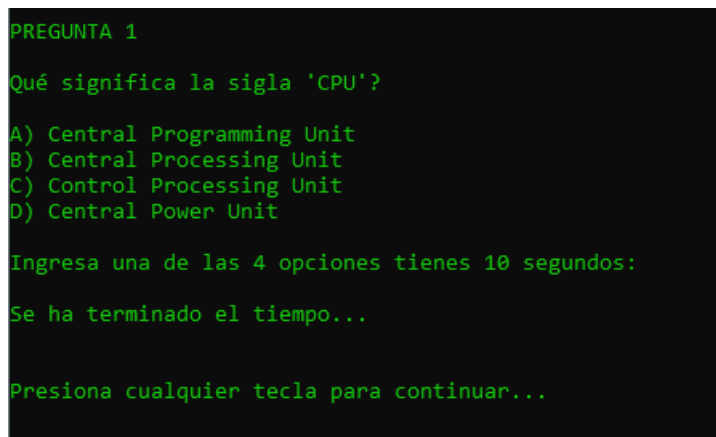 PREGUNTA 1
Qué significa la sigla 'CPU'?
A) Central Programming Unit
B) Central Processing Unit
C) Control Processing Unit
D) Central Power Unit
Ingresa una de las 4 opciones tienes 10 segundos:
Se ha terminado el tiempo...
Presiona cualquier tecla para continuar...